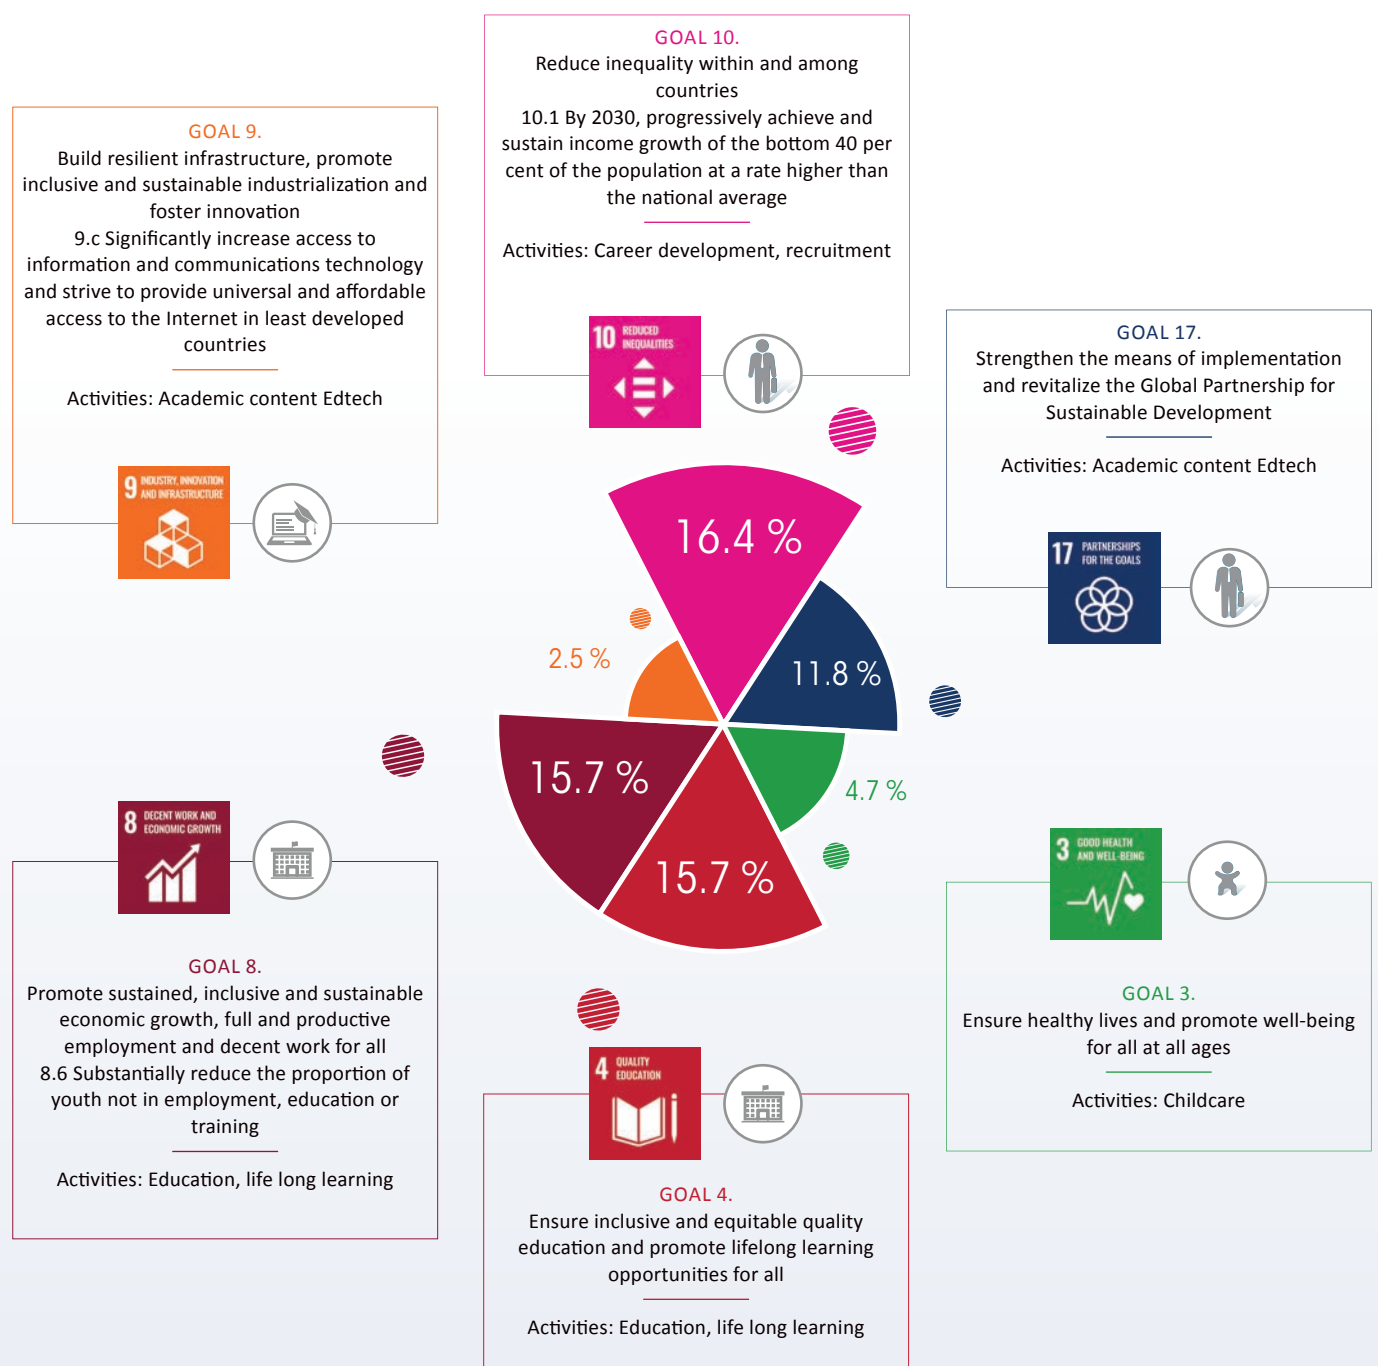 GOAL 10.
Reduce inequality within and among
countries
10.1 By 2030, progressively achieve and
sustain income growth of the bottom 40 per
cent of the population at a rate higher than
the national average
Activities: Career development, recruitment
10 REDUCED
INEQUALITIES
GOAL 9.
Build resilient infrastructure, promote
inclusive and sustainable industrialization and
foster innovation
9.c Significantly increase access to
information and communications technology
and strive to provide universal and affordable
access to the Internet in least developed
countries
Activities: Academic content Edtech
9 INDUSTRY, INNOVATION
AND INFRASTRUCTURE
GOAL 17.
Strengthen the means of implementation
and revitalize the Global Partnership for
Sustainable Development
Activities: Academic content Edtech
17 PARTNERSHIPS
FOR THE GOALS
16.4 %
11.8 %
2.5 %
15.7 %
4.7 %
15.7 %
8 DECENT WORK AND
ECONOMIC GROWTH
GOAL 8.
Promote sustained, inclusive and sustainable
economic growth, full and productive
employment and decent work for all
8.6 Substantially reduce the proportion of
youth not in employment, education or
training
Activities: Education, life long learning
3 GOOD HEALTH
AND WELL-BEING
GOAL 3.
Ensure healthy lives and promote well-being
for all at all ages
Activities: Childcare
4 QUALITY
EDUCATION
GOAL 4.
Ensure inclusive and equitable quality
education and promote lifelong learning
opportunities for all
Activities: Education, life long learning